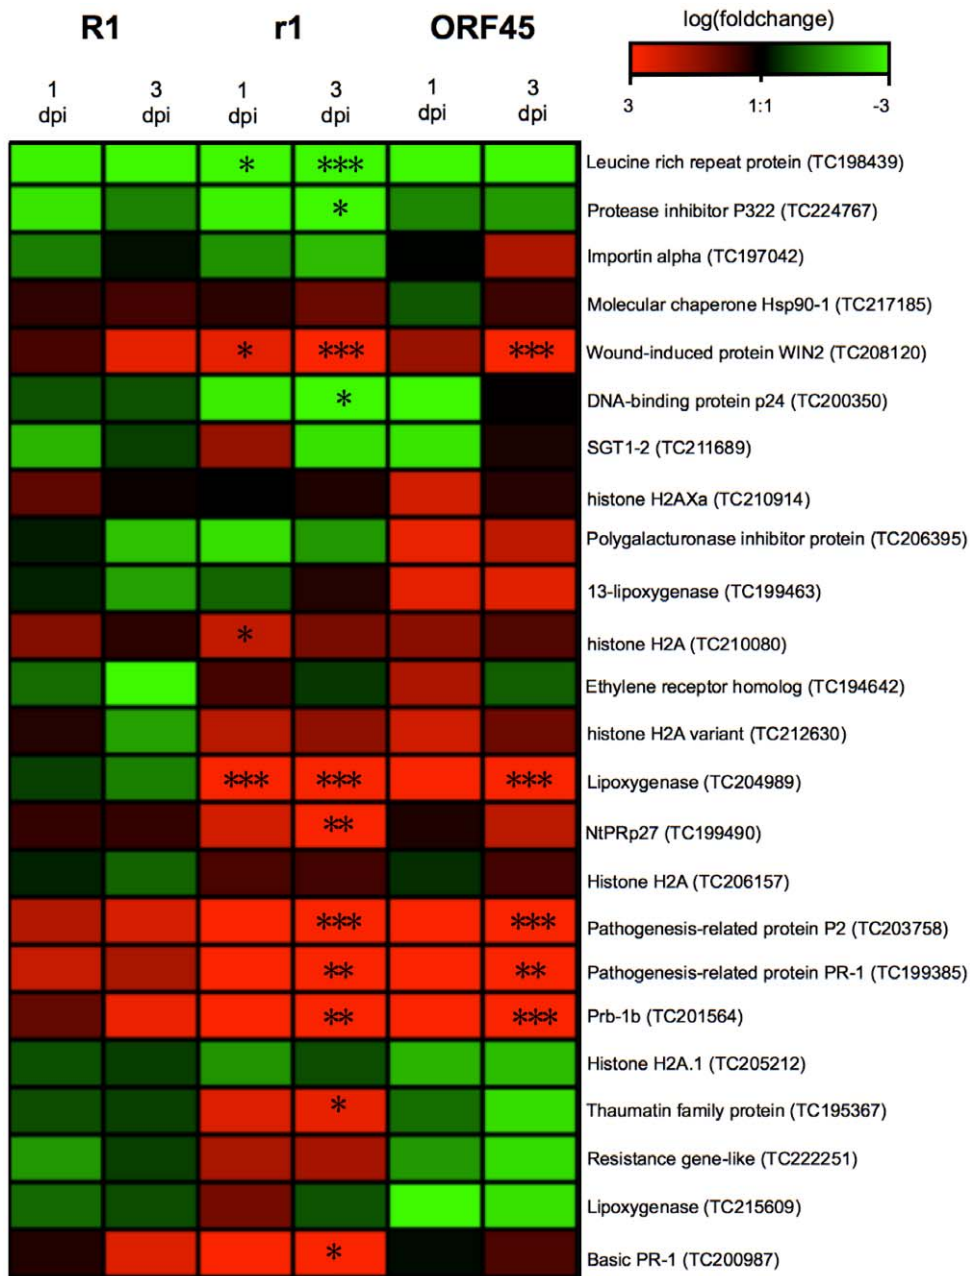 R1 r1 ORF45
log(foldchange)
3 1:1 -3
1 3 1 3 1 3
dpi dpi dpi dpi dpi dpi
* *** Leucine rich repeat protein (TC198439)
* Protease inhibitor P322 (TC224767)
Importin alpha (TC197042)
Molecular chaperone Hsp90-1 (TC217185)
* *** *** Wound-induced protein WIN2 (TC208120)
* DNA-binding protein p24 (TC200350)
SGT1-2 (TC211689)
histone H2AXa (TC210914)
Polygalacturonase inhibitor protein (TC206395)
13-lipoxygenase (TC199463)
* histone H2A (TC210080)
Ethylene receptor homolog (TC194642)
histone H2A variant (TC212630)
*** *** *** Lipoxygenase (TC204989)
** NtPRp27 (TC199490)
Histone H2A (TC206157)
*** *** Pathogenesis-related protein P2 (TC203758)
** ** Pathogenesis-related protein PR-1 (TC199385)
** *** Prb-1b (TC201564)
Histone H2A.1 (TC205212)
* Thaumatin family protein (TC195367)
Resistance gene-like (TC222251)
Lipoxygenase (TC215609)
* Basic PR-1 (TC200987)